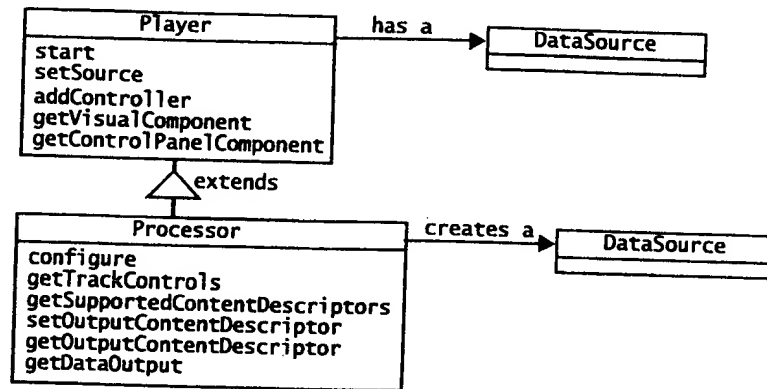 Player
has a
DataSource
start
setSource
addController
getVisualComponent
getControlPanelComponent
extends
Processor
creates a
DataSource
configure
getTrackControls
getSupportedContentDescriptors
setOutputContentDescriptor
getOutputContentDescriptor
getDataOutput